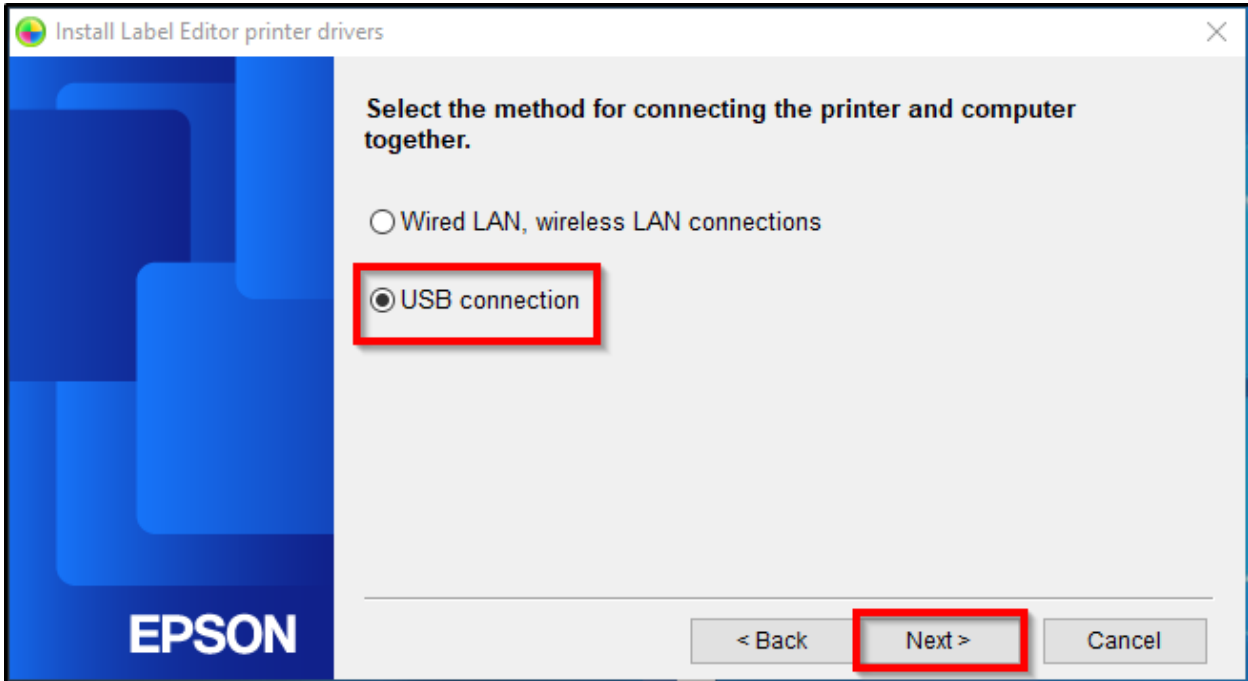 Install Label Editor printer drivers
Select the method for connecting the printer and computer
together.
Wired LAN, wireless LAN connections
USB connection
EPSON
< Back
Next >
Cancel